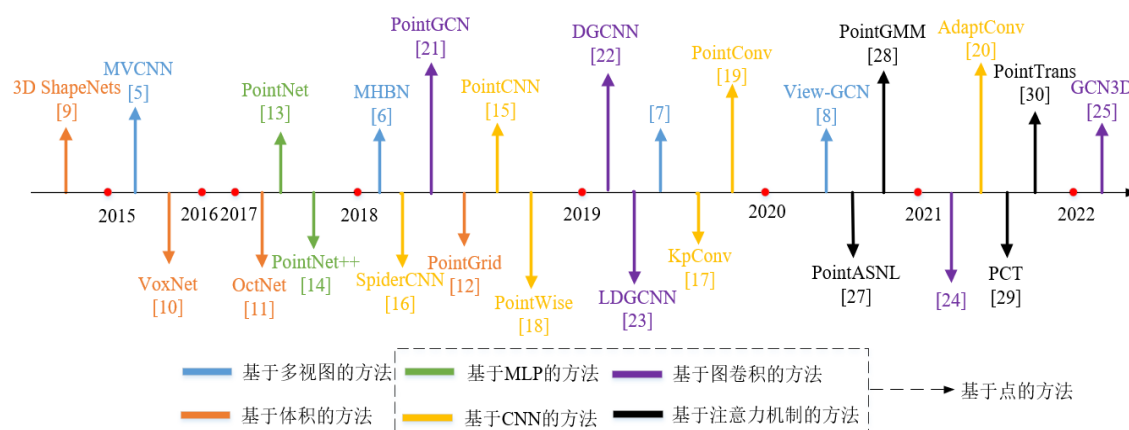 3D ShapeNets
[9]
MVCNN
[5]
PointNet
[13]
MHBN
[6]
PointGCN
[21]
PointCNN
[15]
DGCNN
[22]
[7]
PointConv
[19]
View-GCN
[8]
PointGMM
[28]
AdaptConv
[20]
PointTrans
[30]
GCN3D
[25]
2015
2016
2017
2018
2019
2020
2021
2022
VoxNet
[10]
OctNet
[11]
PointNet++
[14]
SpiderCNN
[16]
PointGrid
[12]
PointWise
[18]
LDGCNN
[23]
KpConv
[17]
PointASNL
[27]
[24]
PCT
[29]
基于多视图的方法
基于MLP的方法
基于图卷积的方法
基于体积的方法
基于CNN的方法
基于注意力机制的方法
基于点的方法